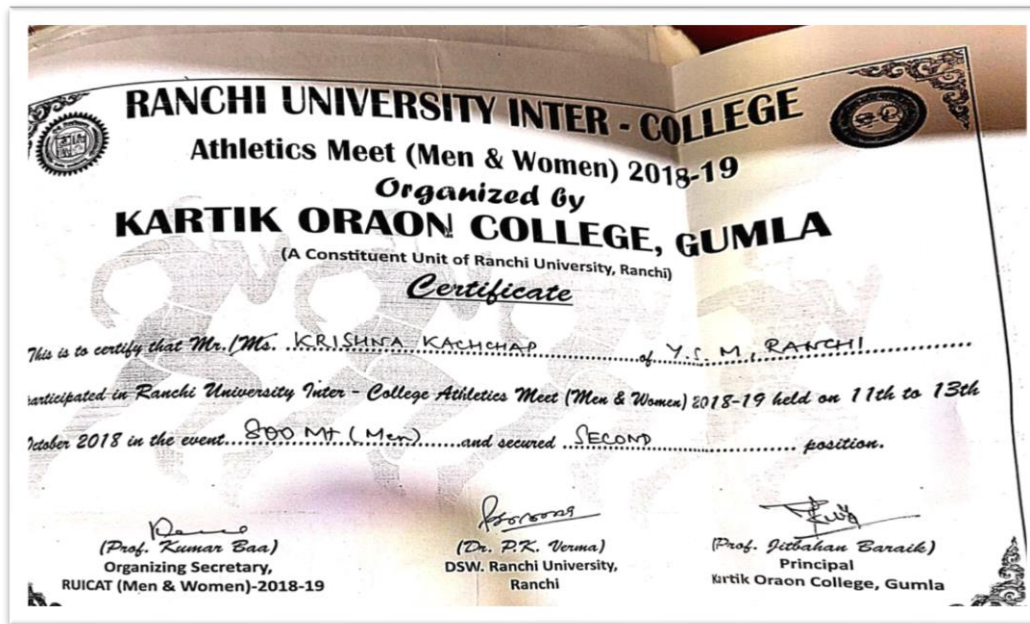 RANCHI UNIVERSITY INTER - COLLEGE
Athletics Meet (Men & Women) 2018-19
Organized by
KARTIK ORAON COLLEGE, GUMLA
(A Constituent Unit of Ranchi University, Ranchi)
Certificate
This is to certify that Mr./Ms. KRISHNA KACHCHAP of Y.S. M, RANCHI
participated in Ranchi University Inter - College Athletics Meet (Men & Women) 2018-19 held on 11th to 13th
October 2018 in the event 800 Mt (Men) and secured SECOND position.
(Prof. Kumar Baa)
Organizing Secretary,
RUICAT (Men & Women)-2018-19
(Dr. P.K. Verma)
DSW. Ranchi University,
Ranchi
(Prof. Jitbahan Baraik)
Principal
Kartik Oraon College, Gumla